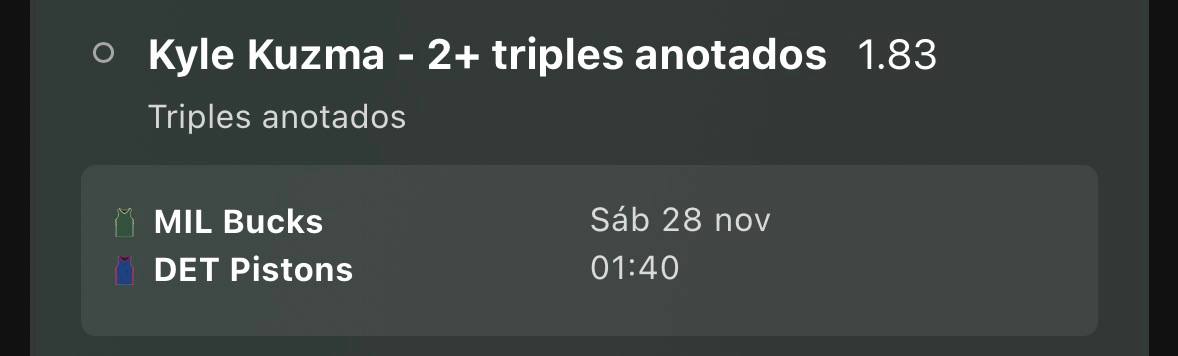 Kyle Kuzma - 2+ triples anotados 1.83
Triples anotados
MIL Bucks Sáb 28 nov
DET Pistons 01:40